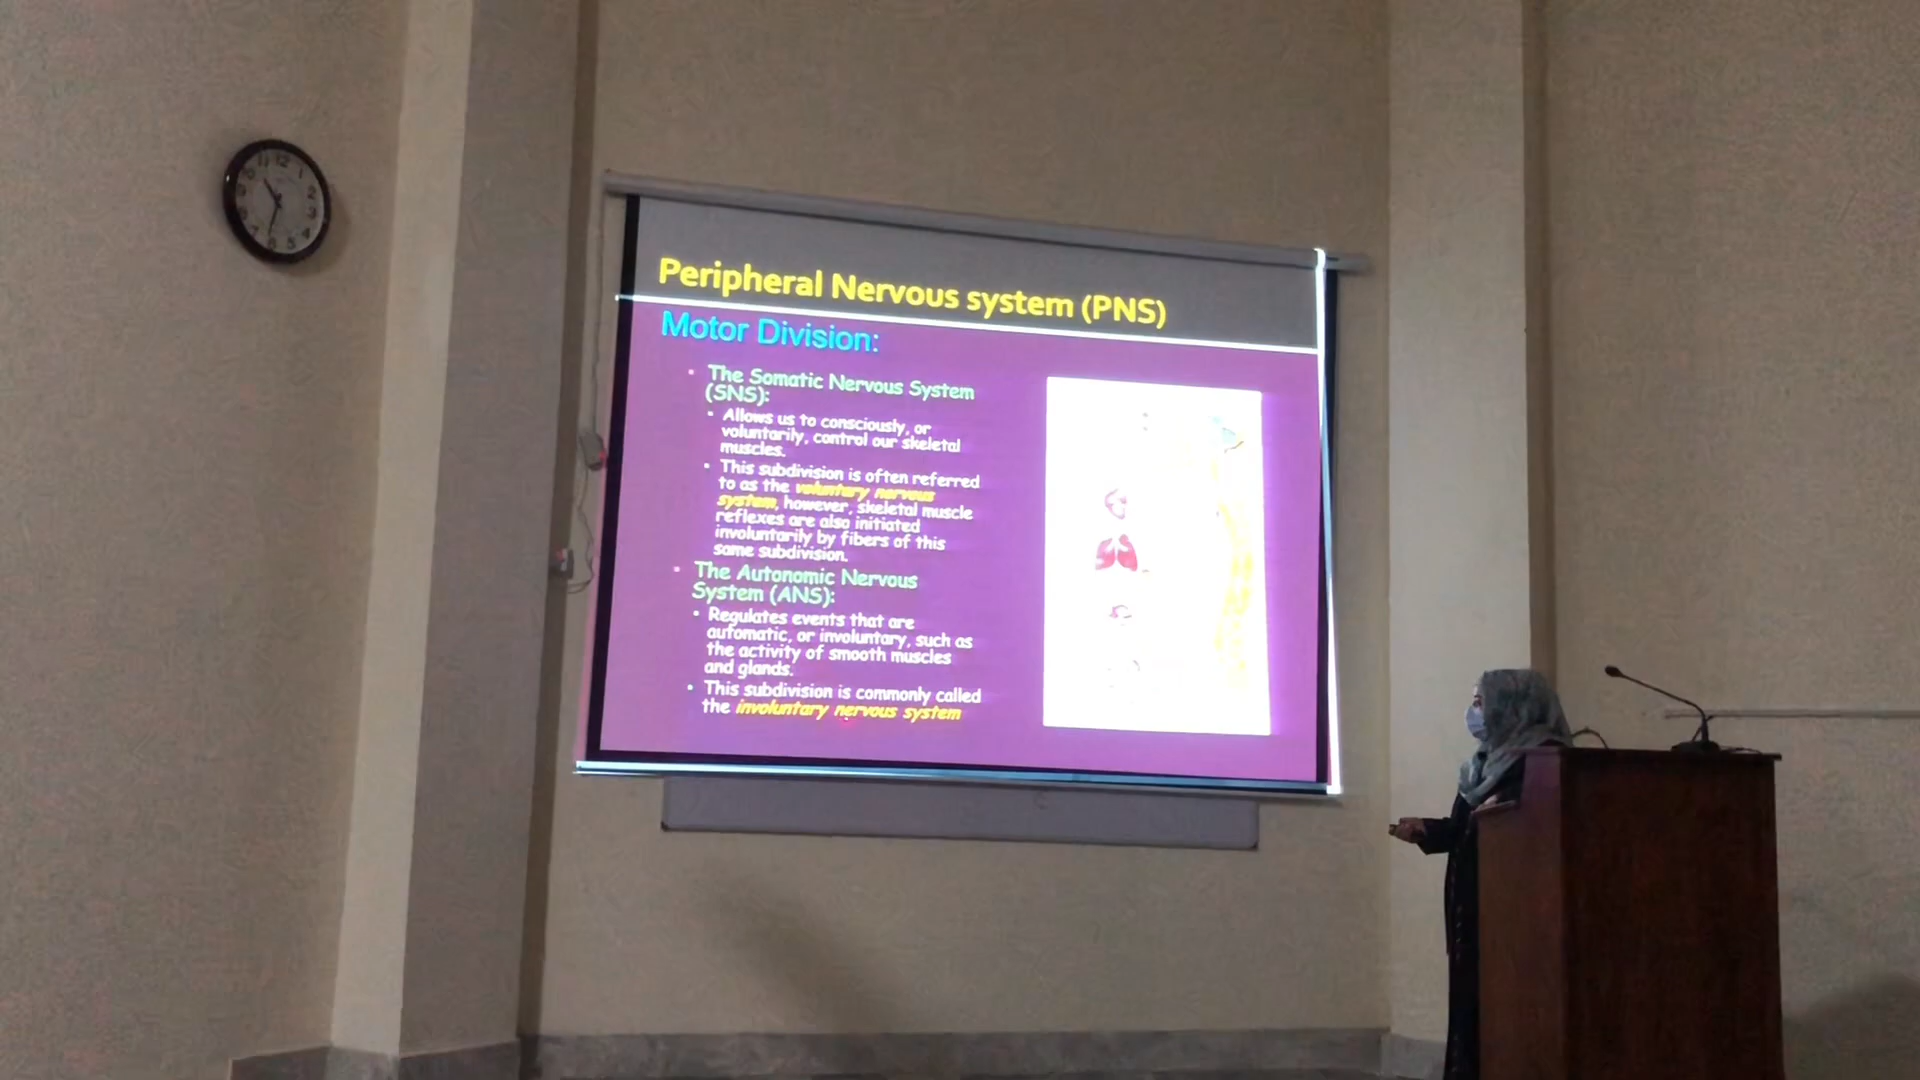 Peripheral Nervous system (PNS)
Motor Division:
The Somatic Nervous System
(SNS):
Allows us to consciously, or
voluntarily, control our skeletal
muscles.
This subdivision is often referred
to as the voluntary nervous
system, however, skeletal muscle
reflexes are also initiated
involuntarily by fibers of this
same subdivision.
The Autonomic Nervous
System (ANS):
Regulates events that are
automatic, or involuntary, such as
the activity of smooth muscles
and glands.
This subdivision is commonly called
the involuntary nervous system